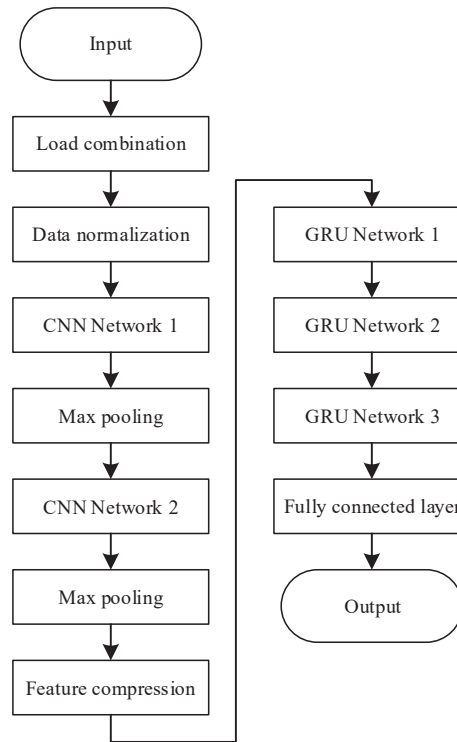 Input
Load combination
Data normalization
CNN Network 1
Max pooling
CNN Network 2
Max pooling
Feature compression
GRU Network 1
GRU Network 2
GRU Network 3
Fully connected layer
Output